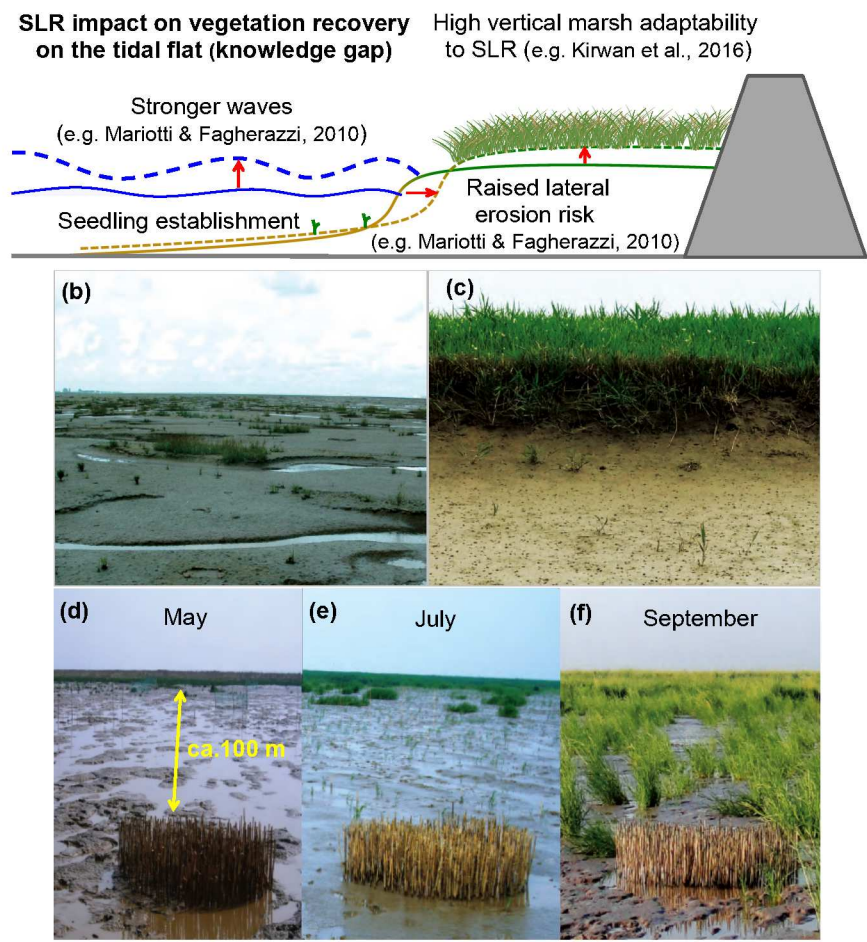 SLR impact on vegetation recovery
on the tidal flat (knowledge gap)
High vertical marsh adaptability
to SLR (e.g. Kirwan et al., 2016)
Stronger waves
(e.g. Mariotti & Fagherazzi, 2010)
Seedling establishment
Raised lateral
erosion risk
(e.g. Mariotti & Fagherazzi, 2010)
(b)
(c)
(d)
May
ca.100 m
(e)
July
(f)
September